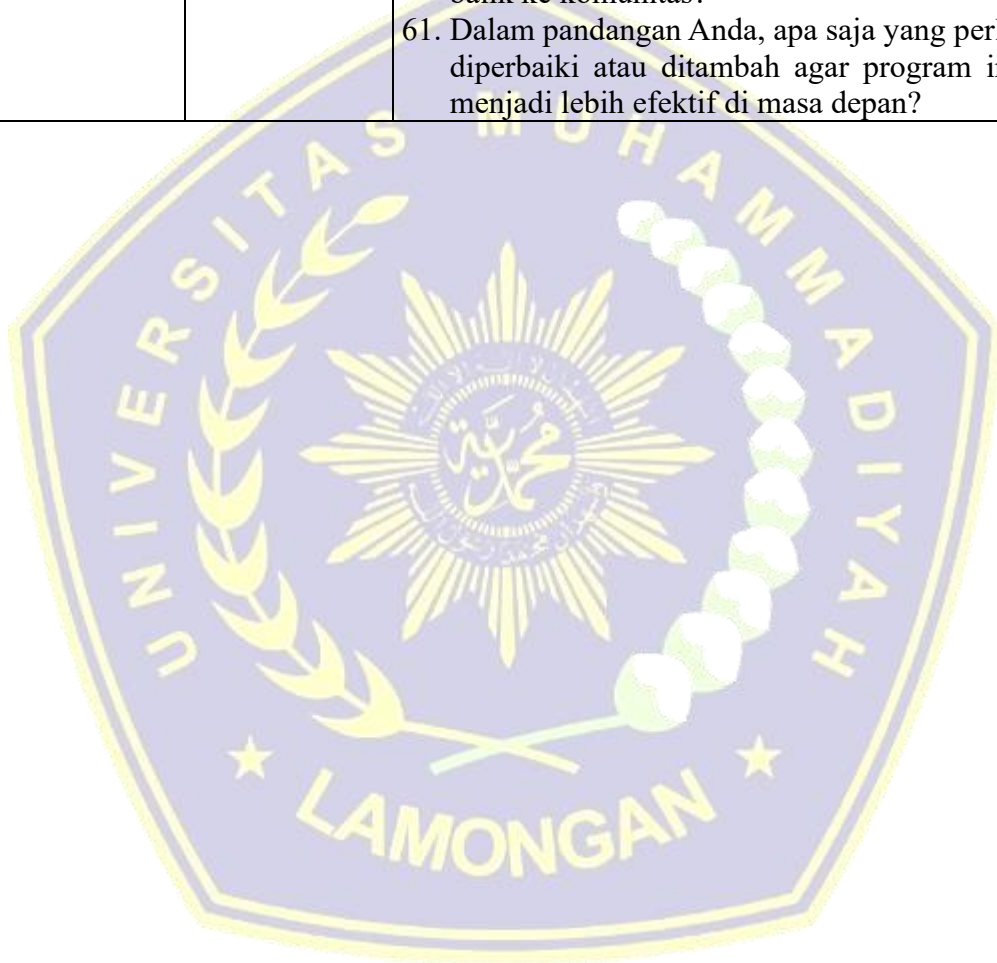 61. Dalam pandangan Anda, apa saja yang
diperbaiki atau ditambah agar program
menjadi lebih efektif di masa depan?
UNIVERSITAS MUHAMMADIYAH
محمدية
LAMONGAN